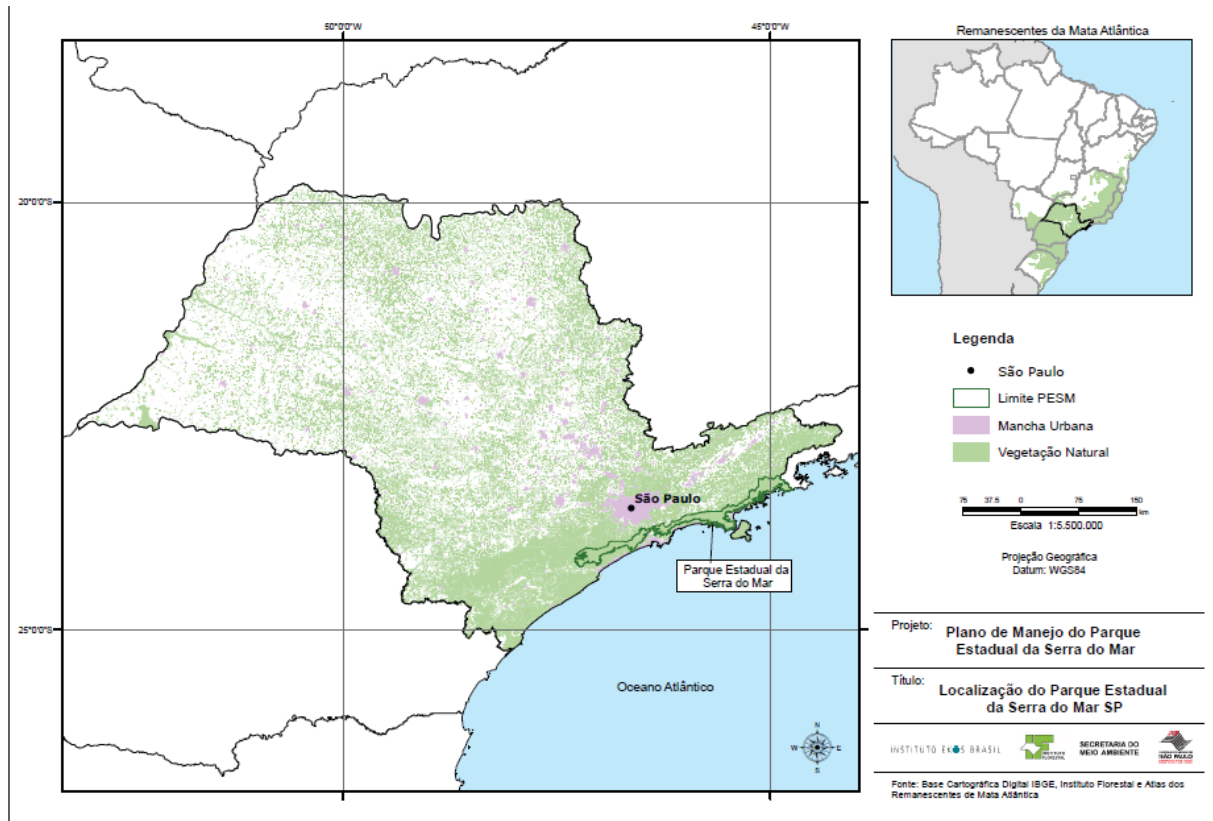 50°0'0"W
45°0'0"W
20°0'0"S
25°0'0"S
São Paulo
Parque Estadual da
Serra do Mar
Oceano Atlântico
N
W
E
S
Remanescentes da Mata Atlântica
Legenda
São Paulo
Limite PESM
Mancha Urbana
Vegetação Natural
75 37.5 0 75 150
km
Escala 1:5.500.000
Projeção Geográfica
Datum: WGS84
Projeto: Plano de Manejo do Parque
Estadual da Serra do Mar
Título: Localização do Parque Estadual
da Serra do Mar SP
INSTITUTO EKOS BRASIL
INSTITUTO
FLORESTAL
SECRETARIA DO
MEIO AMBIENTE
SÃO PAULO
Fonte: Base Cartográfica Digital IBGE, Instituto Florestal e Atlas dos
Remanescentes de Mata Atlântica